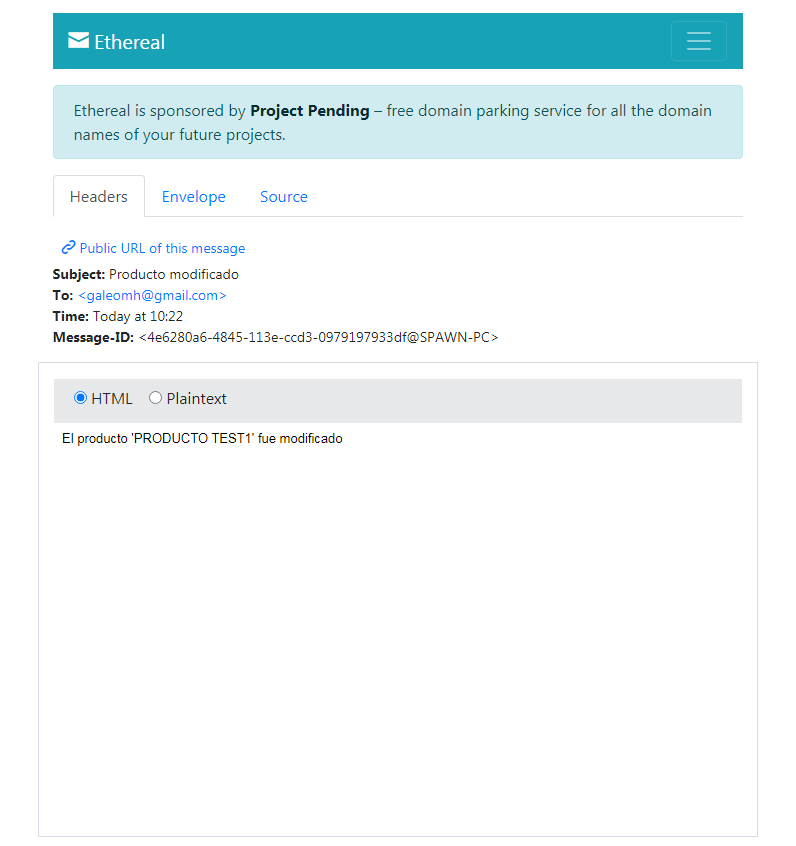 Ethereal
Ethereal is sponsored by Project Pending – free domain parking service for all the domain
names of your future projects.
Headers Envelope Source
Public URL of this message
Subject: Producto modificado
To: <galeomh@gmail.com>
Time: Today at 10:22
Message-ID: <4e6280a6-4845-113e-ccd3-0979197933df@SPAWN-PC>
HTML Plaintext
El producto 'PRODUCTO TEST1' fue modificado